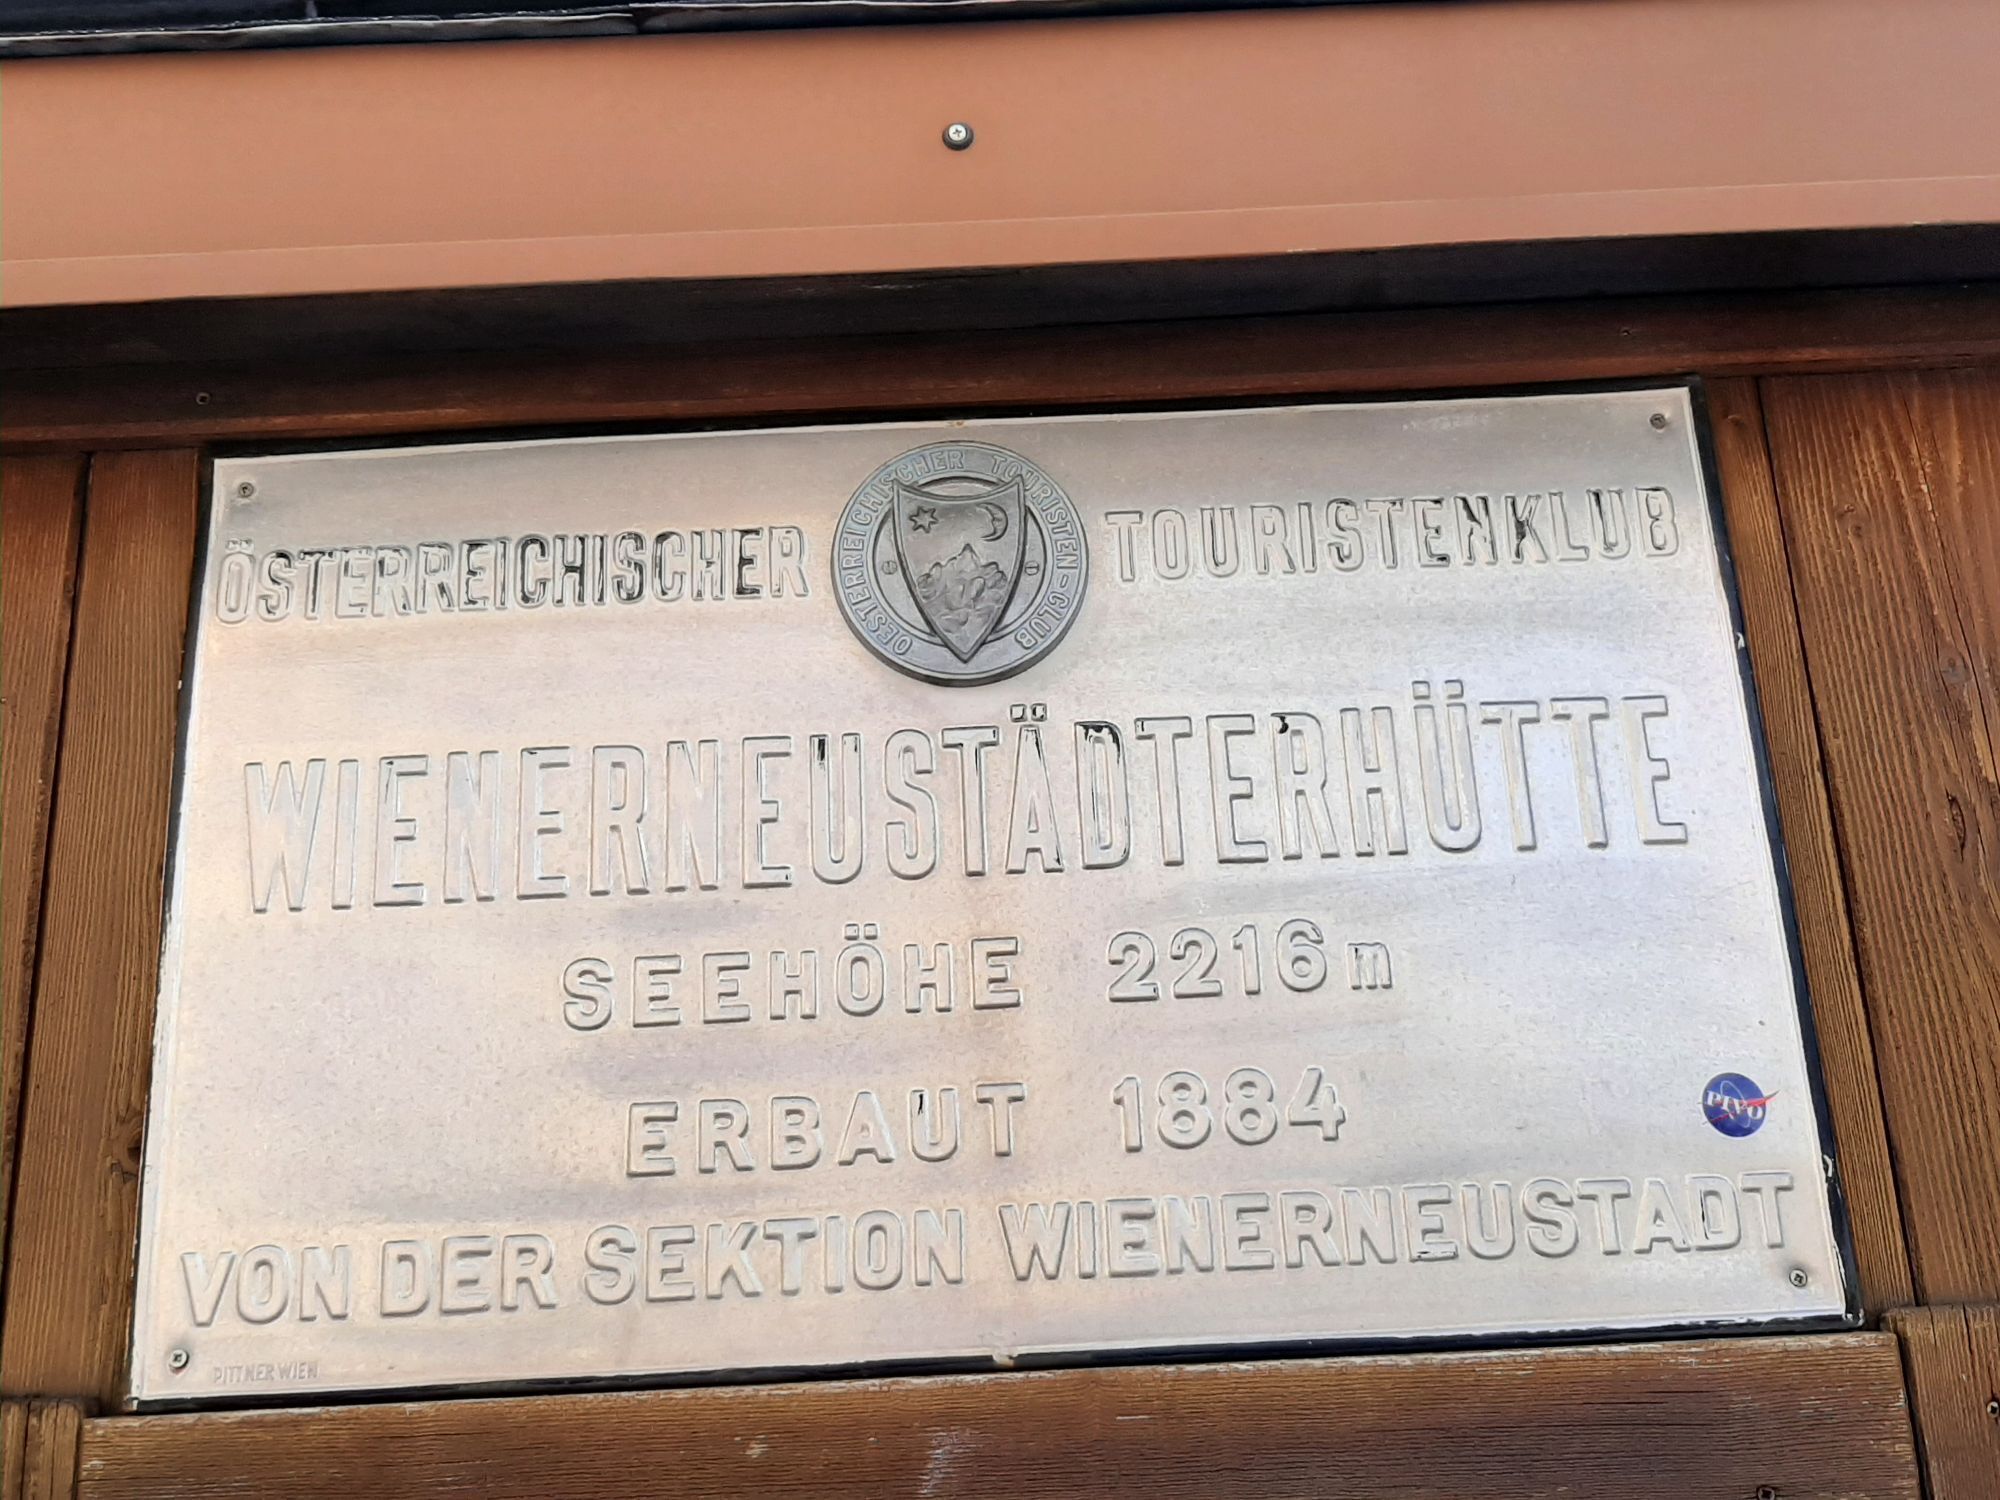 ÖSTERREICHISCHER TOURISTENKLUB
OESTERREICHISCHER TOURISTEN-CLUB
WIENERNEUSTÄDTERHÜTTE
SEEHÖHE 2216 m
ERBAUT 1884
PIVO
VON DER SEKTION WIENERNEUSTADT
PITTNER WIEN